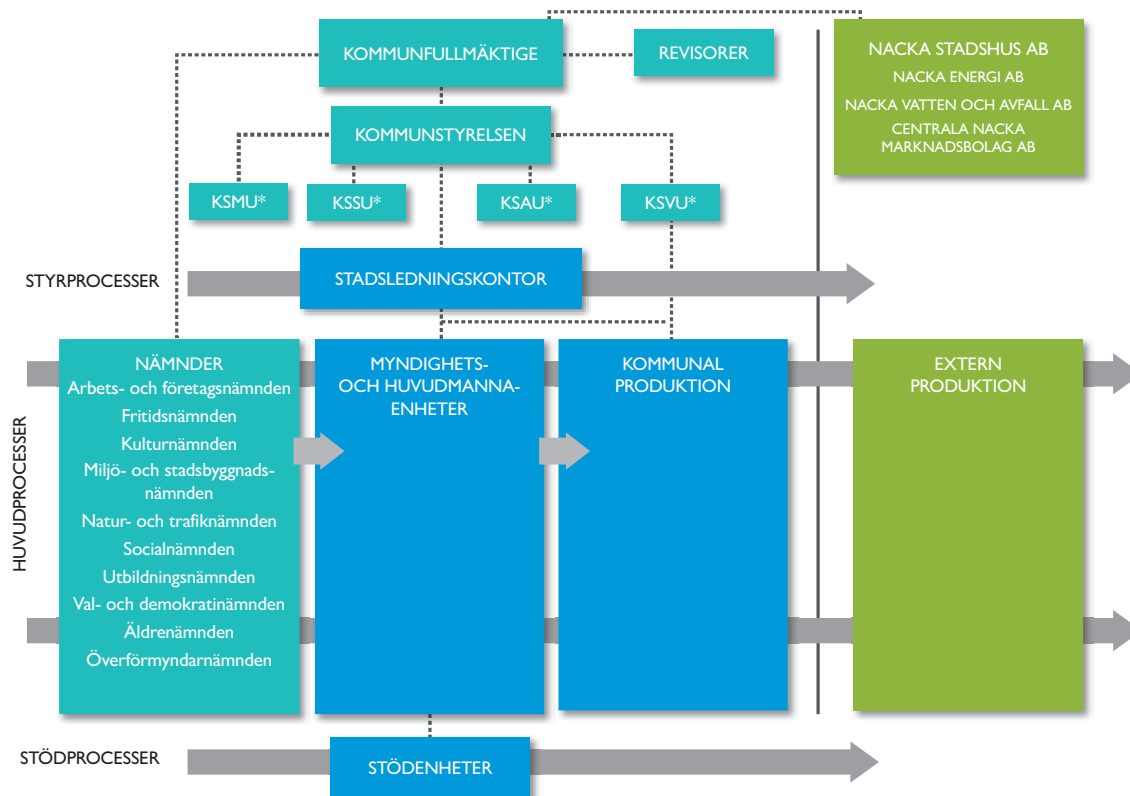 KOMMUNFULLMÄKTIGE
REVISORER
NACKA STADSHUS AB
NACKA ENERGI AB
NACKA VATTEN OCH AVFALL AB
CENTRALA NACKA
MARKNADSBOLAG AB
KOMMUNSTYRELSEN
KSMU*
KSSU*
KSAU*
KSVU*
STYRPROCESSER
STADSLEDNINGSKONTOR
HUVUDPROCESSER
NÄMNDER
Arbets- och företagsnämnden
Fritidsnämnden
Kulturnämnden
Miljö- och stadsbyggnads-
nämnden
Natur- och trafiknämnden
Socialnämnden
Utbildningsnämnden
Val- och demokratinämnden
Äldrenämnden
Överförmyndarnämnden
MYNDIGHETS-
OCH HUVUDMANNA-
ENHETER
KOMMUNAL
PRODUKTION
EXTERN
PRODUKTION
STÖDPROCESSER
STÖDENHETER